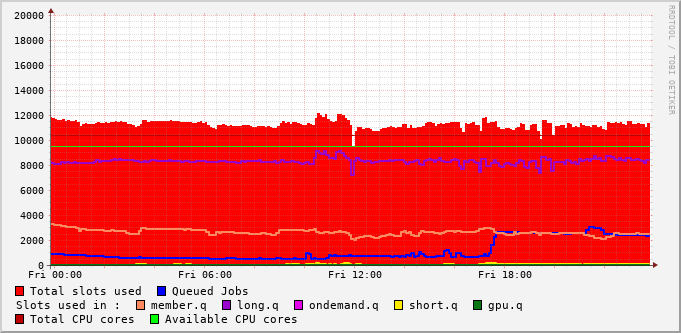 RRDTOOL / TOBI OETIKER
20000
18000
16000
14000
12000
10000
8000
6000
4000
2000
0
Fri 00:00 Fri 06:00 Fri 12:00 Fri 18:00
Total slots used Queued Jobs
Slots used in : member.q long.q ondemand.q short.q gpu.q
Total CPU cores Available CPU cores